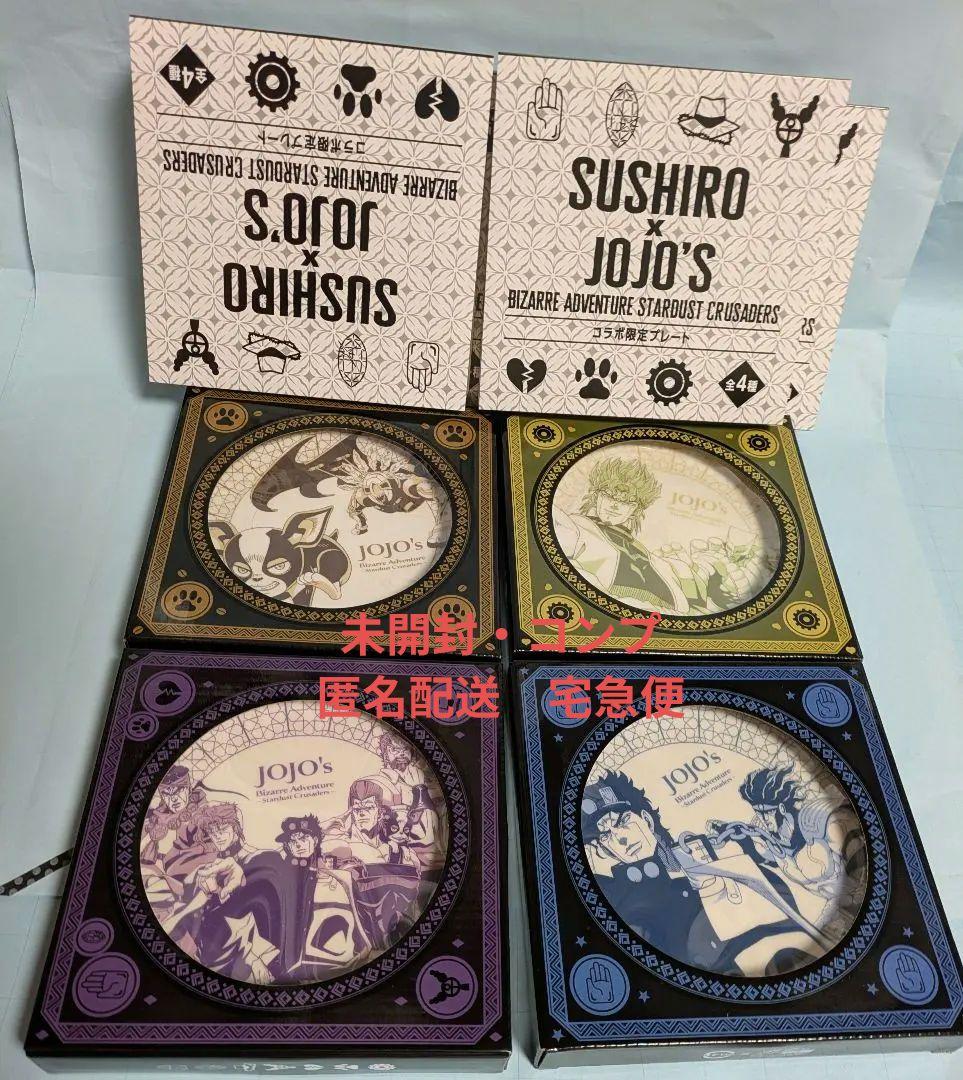 全4種
コラボ限定プレート
BIZARRE ADVENTURE STARDUST CRUSADERS
JOJO'S
x
SUSHIRO
SUSHIRO
x
JOJO'S
BIZARRE ADVENTURE STARDUST CRUSADERS
RS
コラボ限定プレート
全4種
JOJO's
Bizarre Adventure
-Stardust Crusaders-
JOJO's
未開封・コンプ
匿名配送 宅急便
JOJO's
Bizarre Adventure
-Stardust Crusaders-
JOJO's
Bizarre Adventure
-Stardust Crusaders-